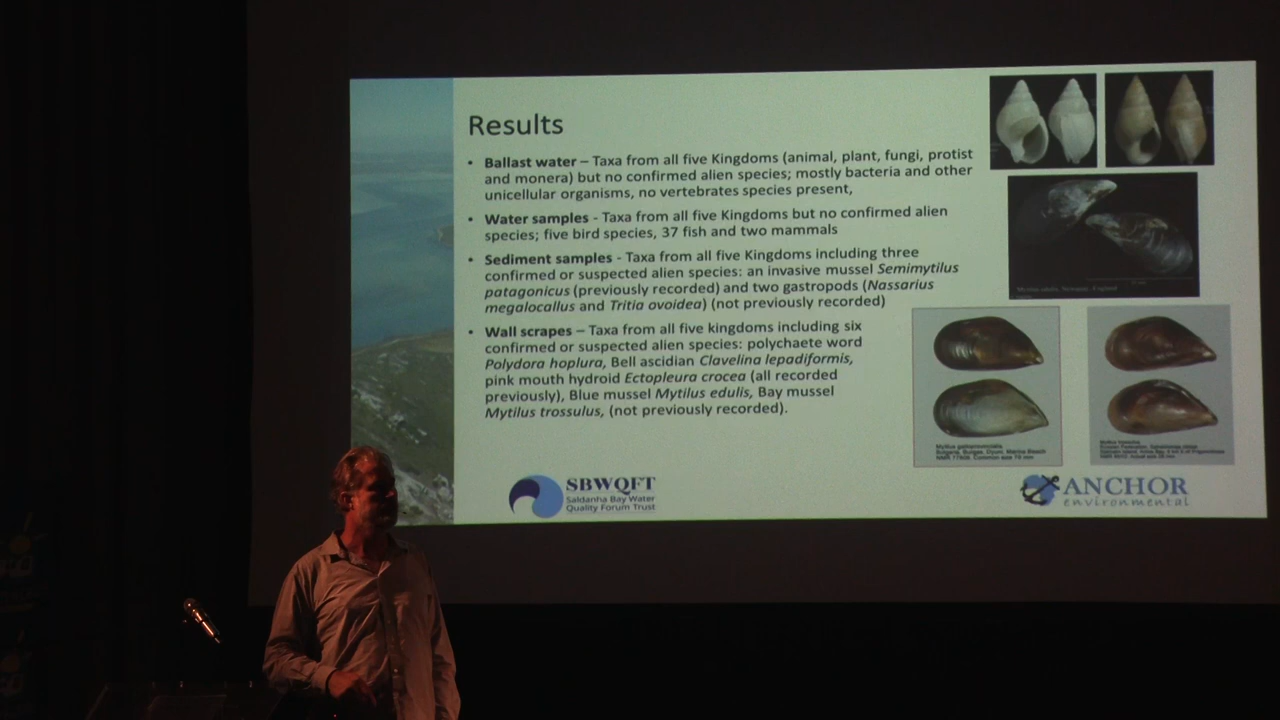 Results
• Ballast water – Taxa from all five Kingdoms (animal, plant, fungi, protist
and monera) but no confirmed alien species; mostly bacteria and other
unicellular organisms, no vertebrates species present,
• Water samples - Taxa from all five Kingdoms but no confirmed alien
species; five bird species, 37 fish and two mammals
• Sediment samples - Taxa from all five Kingdoms including three
confirmed or suspected alien species: an invasive mussel Semimytilus
patagonicus (previously recorded) and two gastropods (Nassarius
megalocallus and Tritia ovoidea) (not previously recorded)
• Wall scrapes – Taxa from all five kingdoms including six
confirmed or suspected alien species: polychaete word
Polydora hoplura, Bell ascidian Clavelina lepadiformis,
pink mouth hydroid Ectopleura crocea (all recorded
previously), Blue mussel Mytilus edulis, Bay mussel
Mytilus trossulus, (not previously recorded).
SBWQFT
Saldanha Bay Water
Quality Forum Trust
ANCHOR
environmental